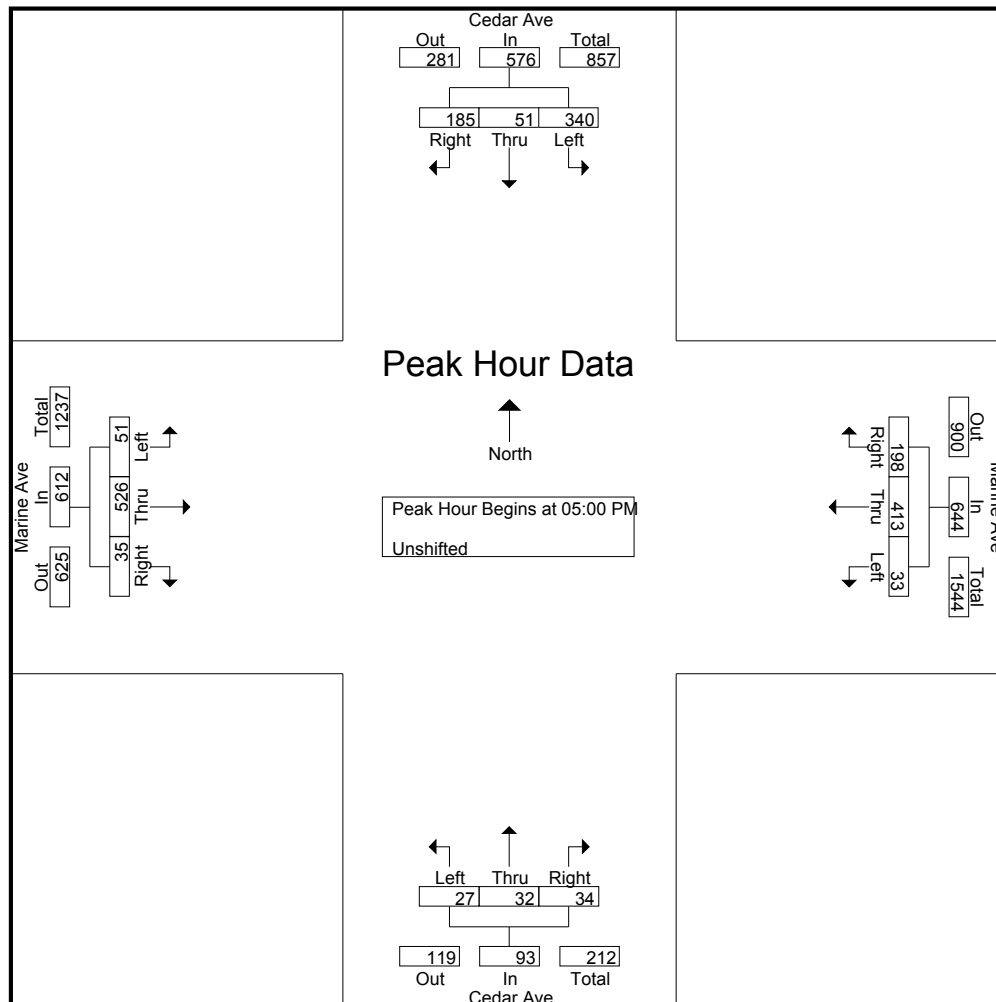 Cedar Ave
Out In Total
281 576 857
185 51 340
Right Thru Left
Peak Hour Data
North
Peak Hour Begins at 05:00 PM
Unshifted
Marine Ave
Total In Out
1237 612 625
51 526 35
Left Thru Right
Marine Ave
Out In Total
900 644 1544
198 413 33
Right Thru Left
Left Thru Right
27 32 34
119 93 212
Out In Total
Cedar Ave